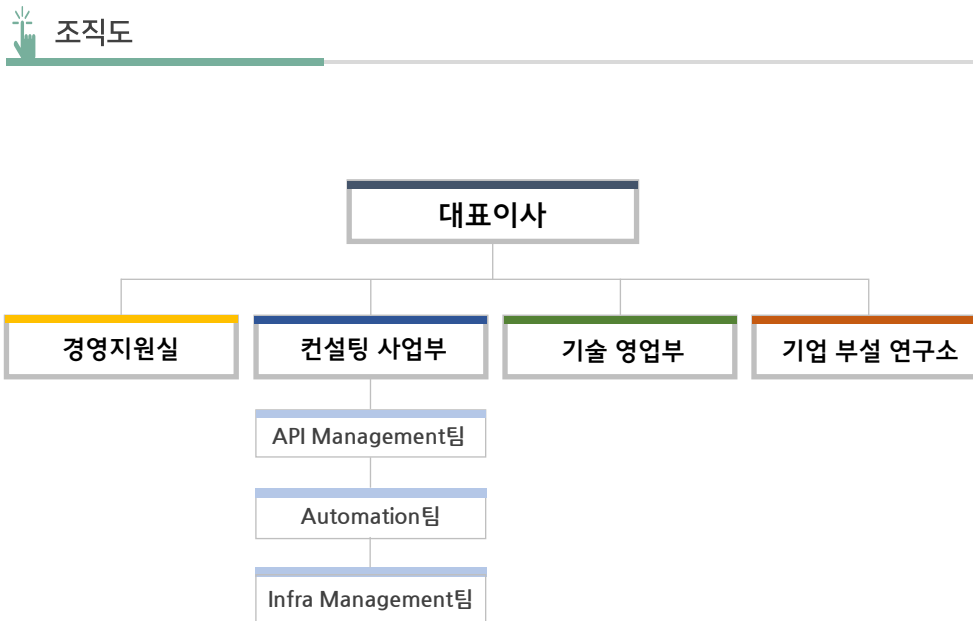 조직도
대표이사
경영지원실
컨설팅 사업부
기술 영업부
기업 부설 연구소
API Management팀
Automation팀
Infra Management팀